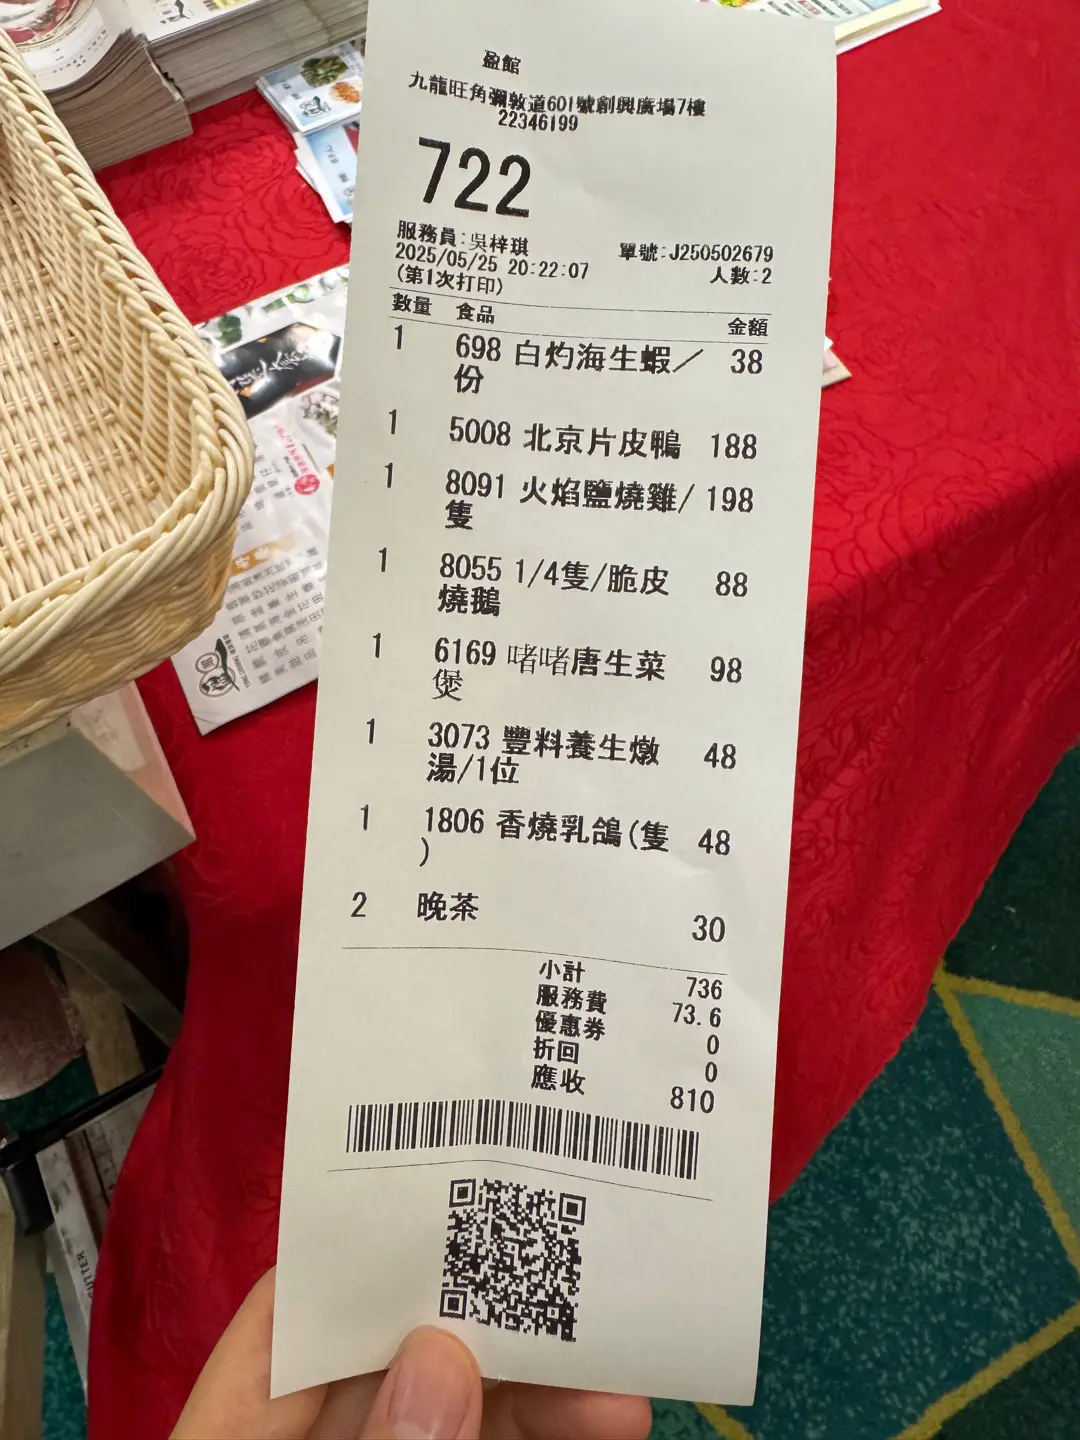 盈館
九龍旺角彌敦道601號創興廣場7樓
22346199
722
服務員:吳梓琪 單號:J250502679
2025/05/25 20:22:07 人數:2
(第1次打印)
數量 食品 金額
1 698 白灼海生蝦／ 38
份
1 5008 北京片皮鴨 188
1 8091 火焰鹽燒雞/ 198
隻
1 8055 1/4隻/脆皮 88
燒鵝
1 6169 啫啫唐生菜 98
煲
1 3073 豐料養生燉 48
湯/1位
1 1806 香燒乳鴿(隻 48
)
2 晚茶 30
小計 736
服務費 73.6
優惠券 0
折回 0
應收 810